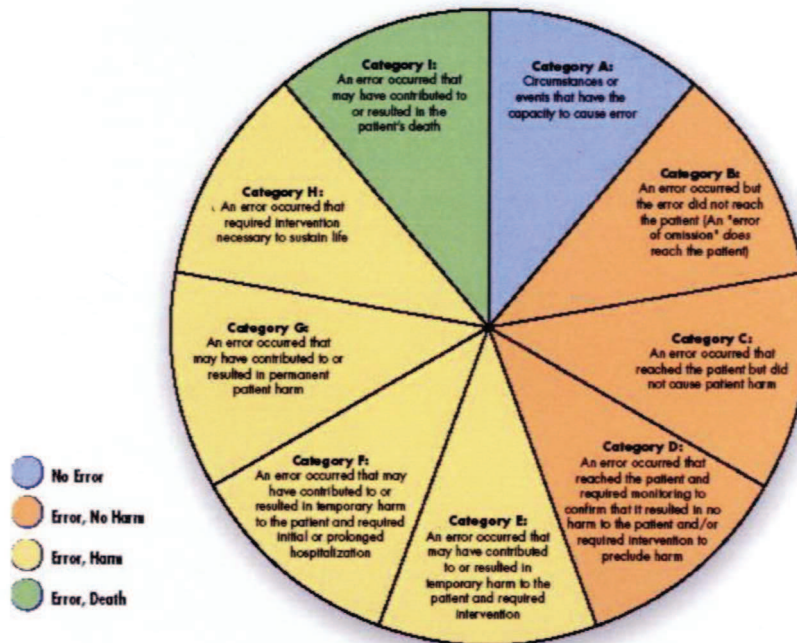 Category I:
An error occurred that
may have contributed to
or resulted in the
patient's death
Category A:
Circumstances or
events that have the
capacity to cause error
Category B:
An error occurred but
the error did not reach
the patient (An "error
of omission" does
reach the patient)
Category C:
An error occurred that
reached the patient but did
not cause patient harm
Category D:
An error occurred that
reached the patient and
required monitoring to
confirm that it resulted in no
harm to the patient and/or
required intervention to
preclude harm
Category E:
An error occurred that
may have contributed
to or resulted in
temporary harm to the
patient and required
intervention
Category F:
An error occurred that may
have contributed to or
resulted in temporary harm
to the patient and required
initial or prolonged
hospitalization
Category G:
An error occurred that
may have contributed to or
resulted in permanent
patient harm
Category H:
An error occurred that
required intervention
necessary to sustain life
No Error
Error, No Harm
Error, Harm
Error, Death